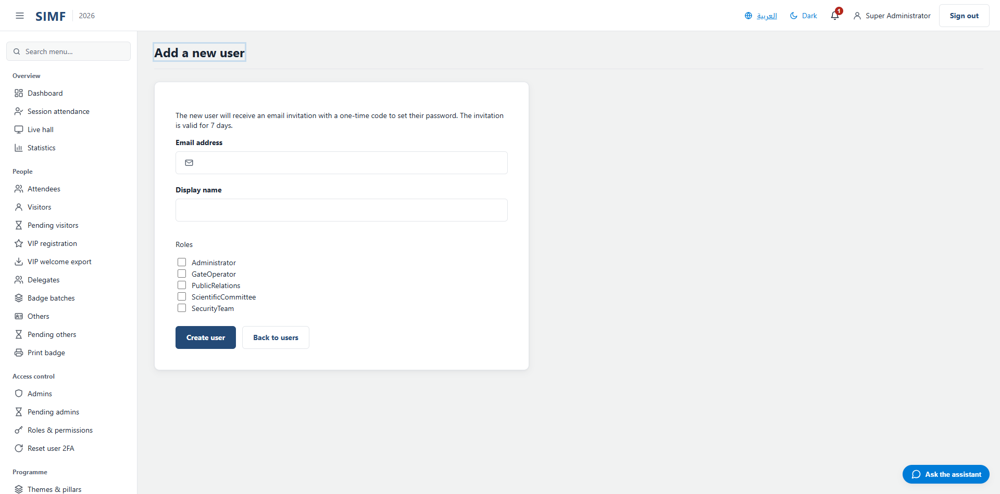 SIMF 2026
العربية
Dark
1
Super Administrator
Sign out
Search menu...
Overview
Dashboard
Session attendance
Live hall
Statistics
People
Attendees
Visitors
Pending visitors
VIP registration
VIP welcome export
Delegates
Badge batches
Others
Pending others
Print badge
Access control
Admins
Pending admins
Roles & permissions
Reset user 2FA
Programme
Themes & pillars
Add a new user
The new user will receive an email invitation with a one-time code to set their password. The invitation
is valid for 7 days.
Email address
Display name
Roles
Administrator
GateOperator
PublicRelations
ScientificCommittee
SecurityTeam
Create user
Back to users
Ask the assistant